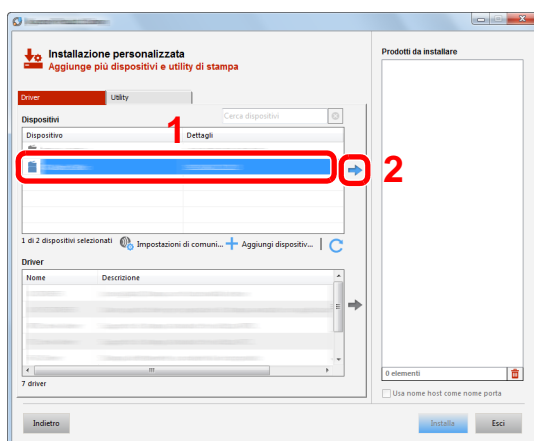 Installazione personalizzata
Aggiunge più dispositivi e utility di stampa
Prodotti da installare
Driver
Utility
Dispositivi
Cerca dispositivi
1
Dispositivo
Dettagli
2
1 di 2 dispositivi selezionati
Impostazioni di comuni...
Aggiungi dispositiv...
Driver
Nome
Descrizione
7 driver
0 elementi
Usa nome host come nome porta
Indietro
Installa
Esci